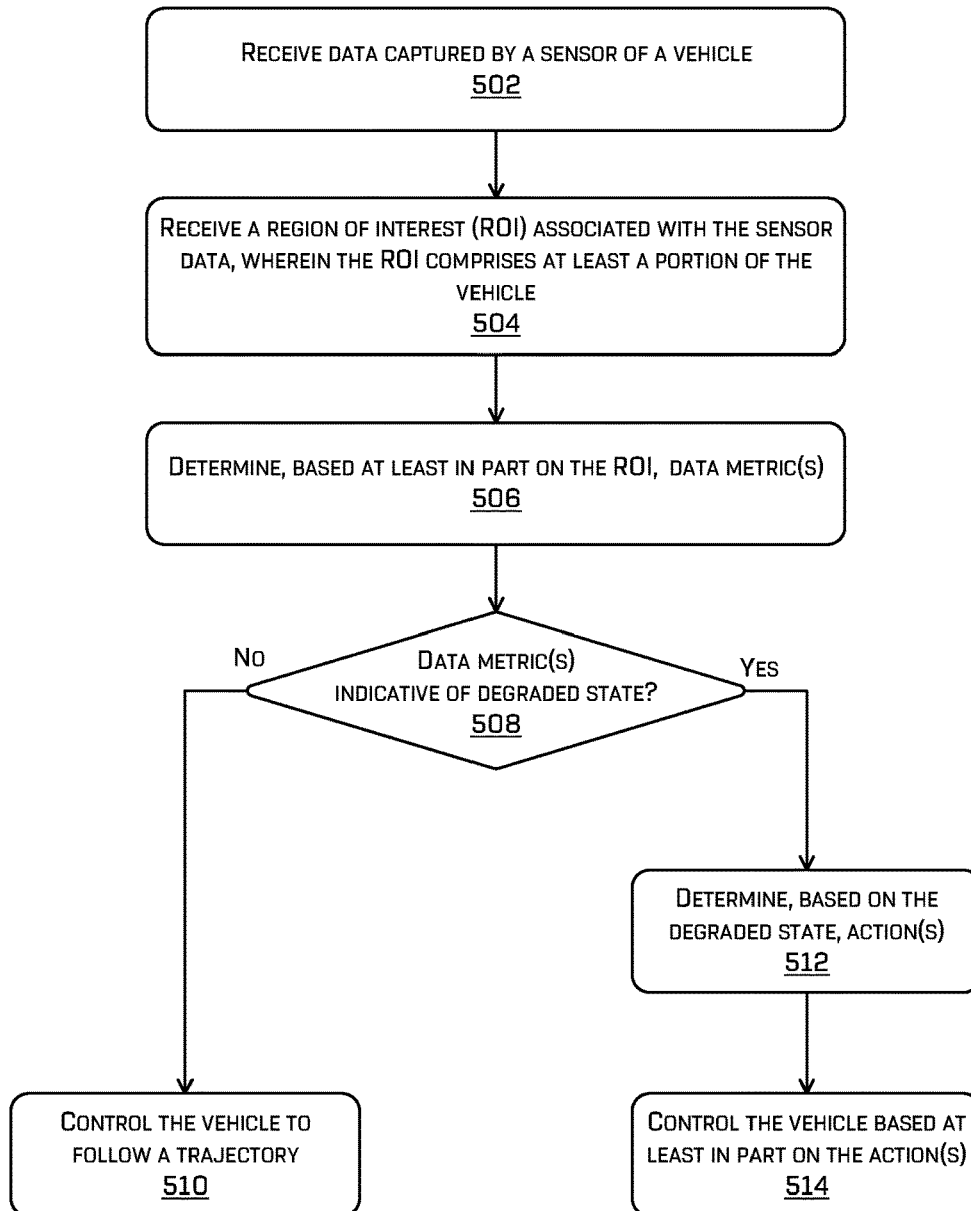 RECEIVE DATA CAPTURED BY A SENSOR OF A VEHICLE
502
RECEIVE A REGION OF INTEREST (ROI) ASSOCIATED WITH THE SENSOR
DATA, WHEREIN THE ROI COMPRISES AT LEAST A PORTION OF THE
VEHICLE
504
DETERMINE, BASED AT LEAST IN PART ON THE ROI, DATA METRIC(S)
506
NO
DATA METRIC(S)
INDICATIVE OF DEGRADED STATE?
508
YES
DETERMINE, BASED ON THE
DEGRADED STATE, ACTION(S)
512
CONTROL THE VEHICLE TO
FOLLOW A TRAJECTORY
510
CONTROL THE VEHICLE BASED AT
LEAST IN PART ON THE ACTION(S)
514